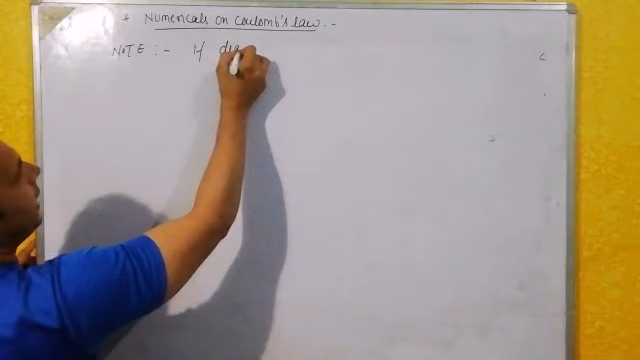 * Numericals on Coulomb's law :-
NOTE :- If